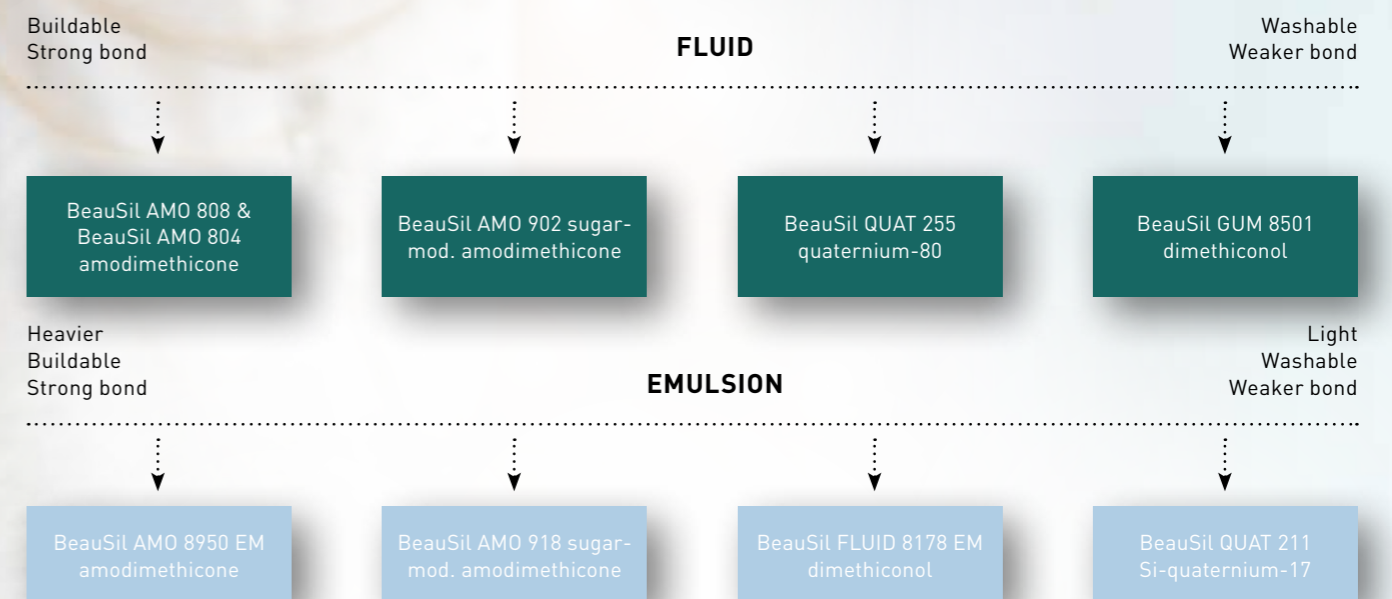 Buildable
Strong bond
FLUID
Washable
Weaker bond
BeauSil AMO 808 &
BeauSil AMO 804
amodimethicone
BeauSil AMO 902 sugar-
mod. amodimethicone
BeauSil QUAT 255
quaternium-80
BeauSil GUM 8501
dimethiconol
Heavier
Buildable
Strong bond
EMULSION
Light
Washable
Weaker bond
BeauSil AMO 8950 EM
amodimethicone
BeauSil AMO 918 sugar-
mod. amodimethicone
BeauSil FLUID 8178 EM
dimethiconol
BeauSil QUAT 211
Si-quaternium-17